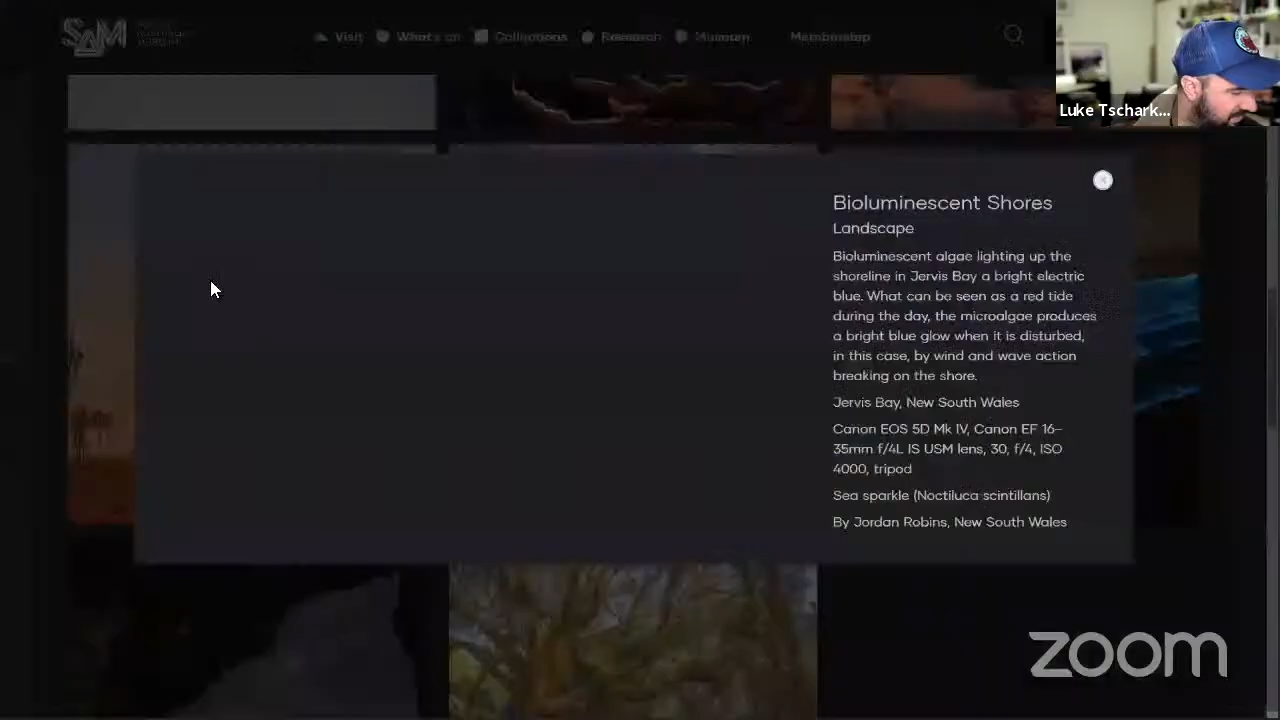 SAM
Visit
What's on
Collections
Research
Museum
Membership
Luke Tschark...
Bioluminescent Shores
Landscape
Bioluminescent algae lighting up the
shoreline in Jervis Bay a bright electric
blue. What can be seen as a red tide
during the day, the microalgae produces
a bright blue glow when it is disturbed,
in this case, by wind and wave action
breaking on the shore.
Jervis Bay, New South Wales
Canon EOS 5D Mk IV, Canon EF 16–
35mm f/4L IS USM lens, 30, f/4, ISO
4000, tripod
Sea sparkle (Noctiluca scintillans)
By Jordan Robins, New South Wales
zoom